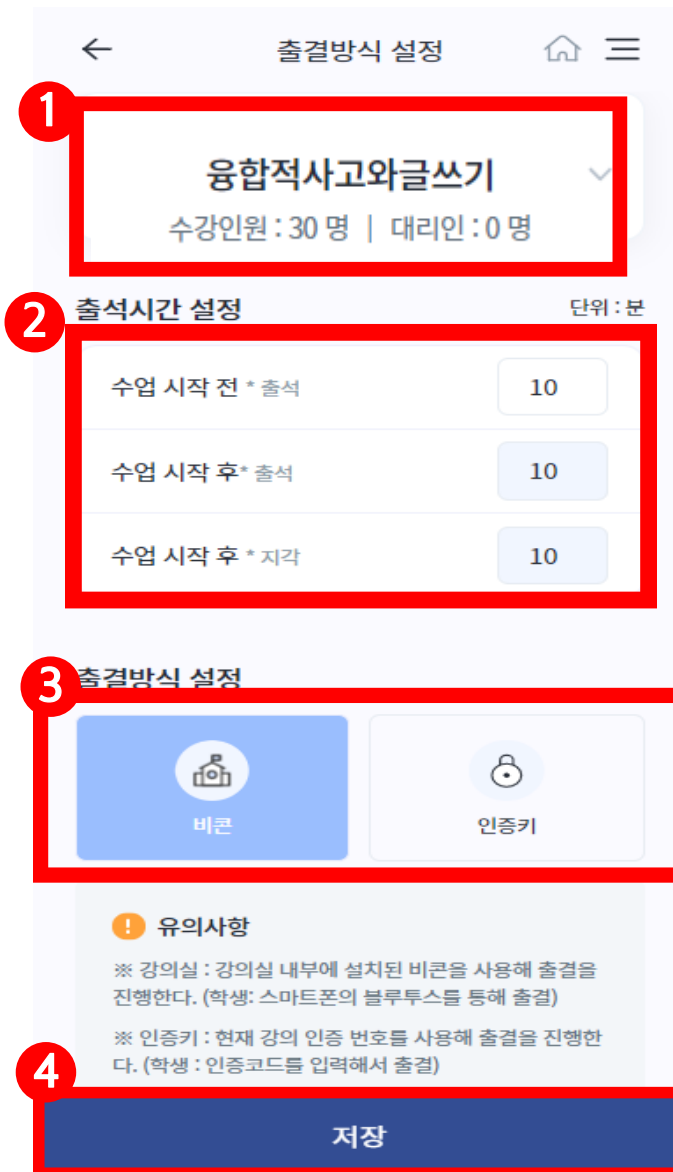 출결방식 설정
1
융합적사고와글쓰기
수강인원 : 30 명 | 대리인 : 0 명
2
출석시간 설정 단위 : 분
수업 시작 전 * 출석 10
수업 시작 후* 출석 10
수업 시작 후 * 지각 10
3
출결방식 설정
비콘 인증키
! 유의사항
※ 강의실 : 강의실 내부에 설치된 비콘을 사용해 출결을
진행한다. (학생: 스마트폰의 블루투스를 통해 출결)
※ 인증키 : 현재 강의 인증 번호를 사용해 출결을 진행한
다. (학생 : 인증코드를 입력해서 출결)
4
저장